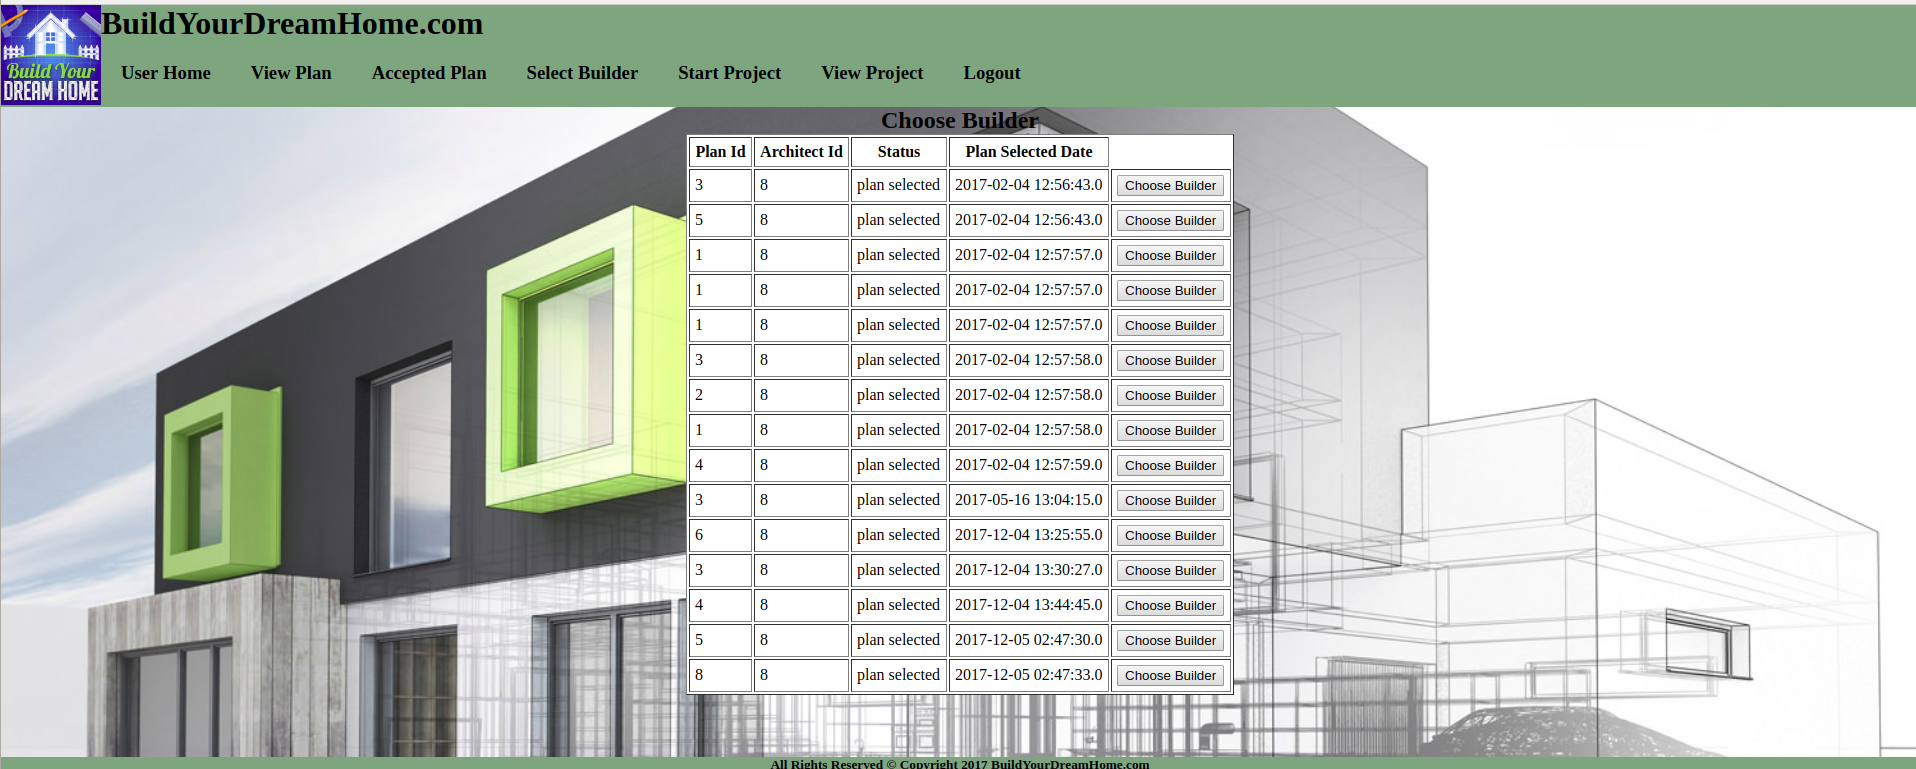 BuildYourDreamHome.com
Build Your
DREAM HOME
User Home View Plan Accepted Plan Select Builder Start Project View Project Logout
Choose Builder
Plan Id Architect Id Status Plan Selected Date
3 8 plan selected 2017-02-04 12:56:43.0 Choose Builder
5 8 plan selected 2017-02-04 12:56:43.0 Choose Builder
1 8 plan selected 2017-02-04 12:57:57.0 Choose Builder
1 8 plan selected 2017-02-04 12:57:57.0 Choose Builder
1 8 plan selected 2017-02-04 12:57:57.0 Choose Builder
3 8 plan selected 2017-02-04 12:57:58.0 Choose Builder
2 8 plan selected 2017-02-04 12:57:58.0 Choose Builder
1 8 plan selected 2017-02-04 12:57:58.0 Choose Builder
4 8 plan selected 2017-02-04 12:57:59.0 Choose Builder
3 8 plan selected 2017-05-16 13:04:15.0 Choose Builder
6 8 plan selected 2017-12-04 13:25:55.0 Choose Builder
3 8 plan selected 2017-12-04 13:30:27.0 Choose Builder
4 8 plan selected 2017-12-04 13:44:45.0 Choose Builder
5 8 plan selected 2017-12-05 02:47:30.0 Choose Builder
8 8 plan selected 2017-12-05 02:47:33.0 Choose Builder
All Rights Reserved © Copyright 2017 BuildYourDreamHome.com